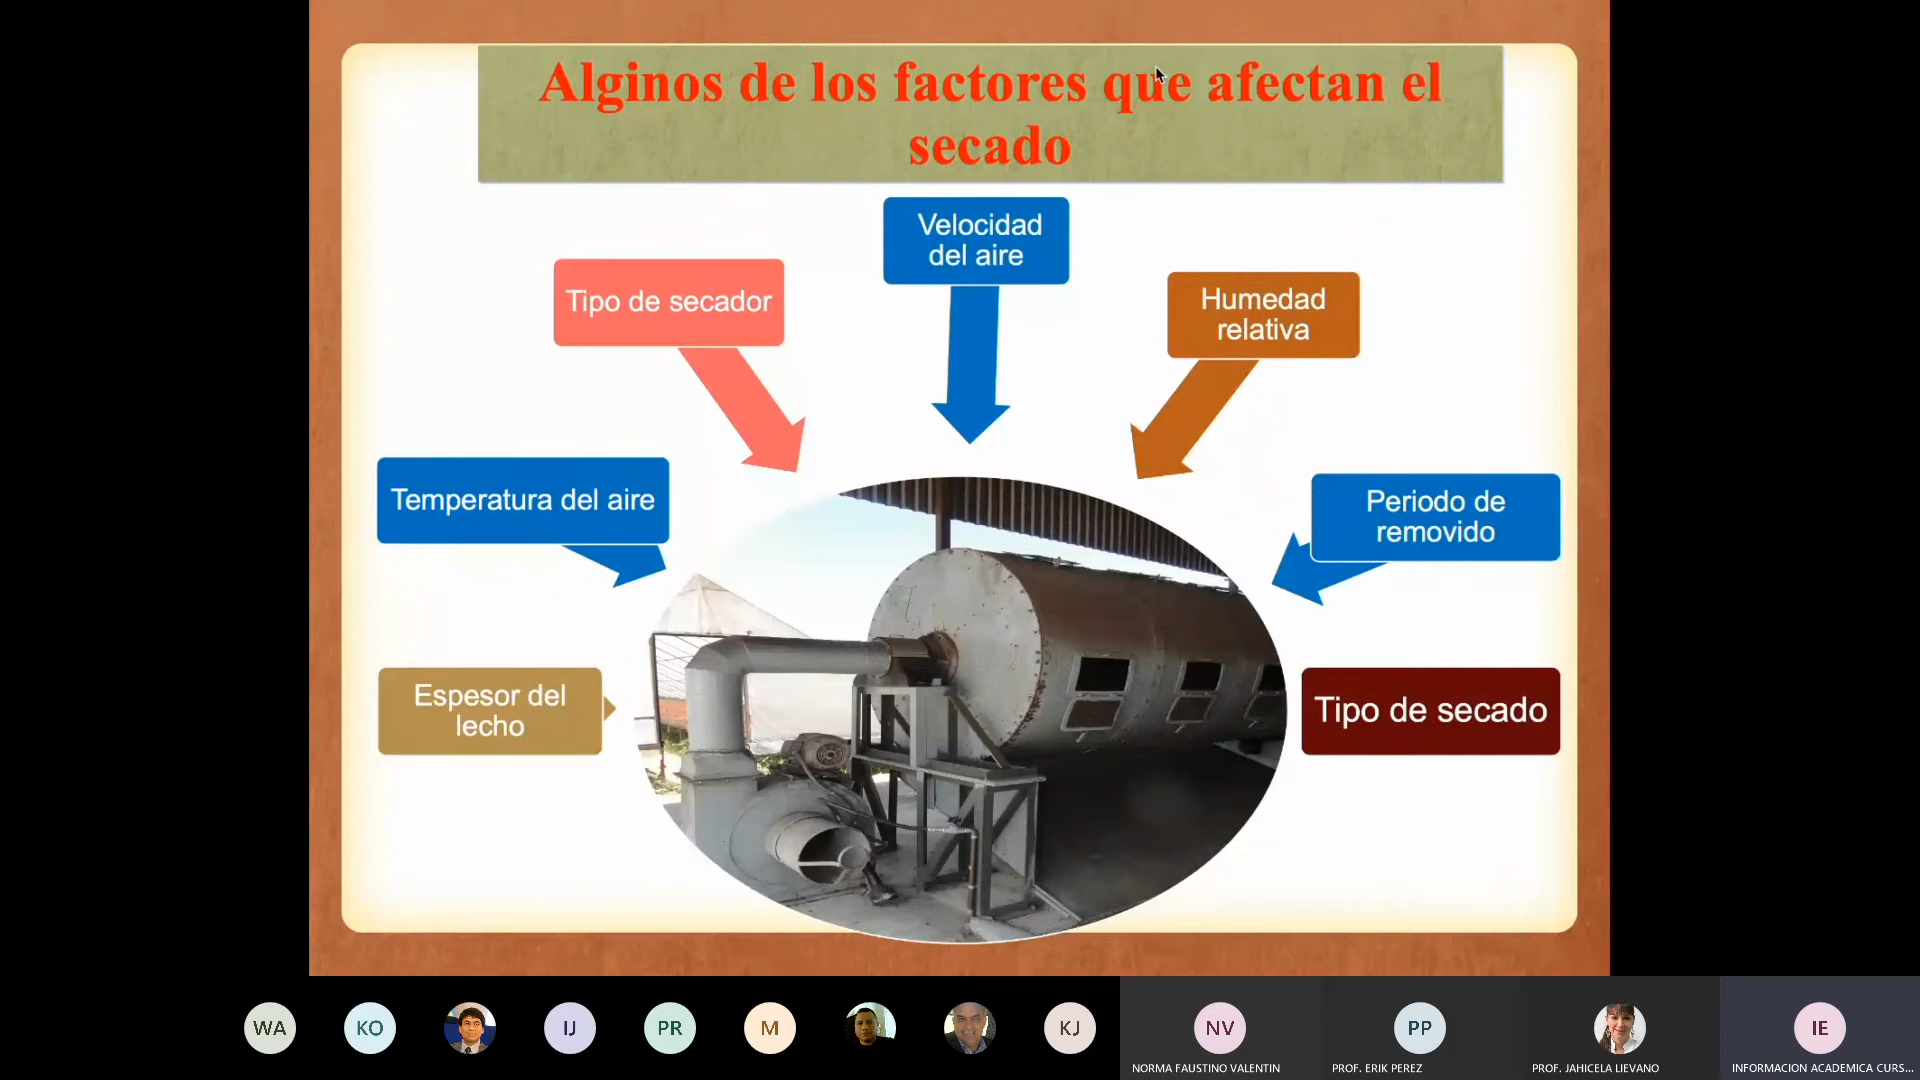 Alginos de los factores que afectan el
secado
Velocidad
del aire
Tipo de secador
Humedad
relativa
Temperatura del aire
Periodo de
removido
Espesor del
lecho
Tipo de secado
WA
KO
IJ
PR
M
KJ
NV
PP
IE
NORMA FAUSTINO VALENTIN
PROF. ERIK PEREZ
PROF. JAHICELA LIEVANO
INFORMACION ACADEMICA CURS...